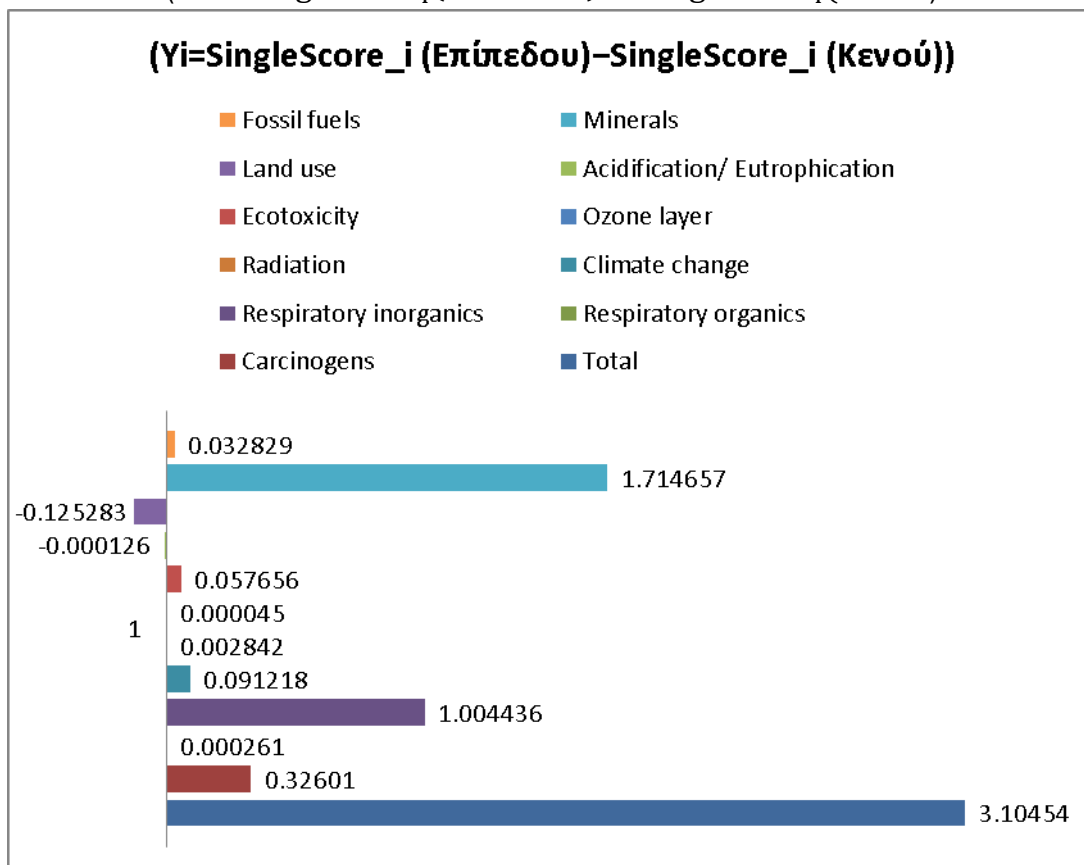 (Yi=SingleScore_i (Επίπεδου)−SingleScore_i (Κενού))
Fossil fuels Minerals
Land use Acidification/ Eutrophication
Ecotoxicity Ozone layer
Radiation Climate change
Respiratory inorganics Respiratory organics
Carcinogens Total
0.032829
1.714657
-0.125283
-0.000126
0.057656
0.000045
1
0.002842
0.091218
1.004436
0.000261
0.32601
3.10454